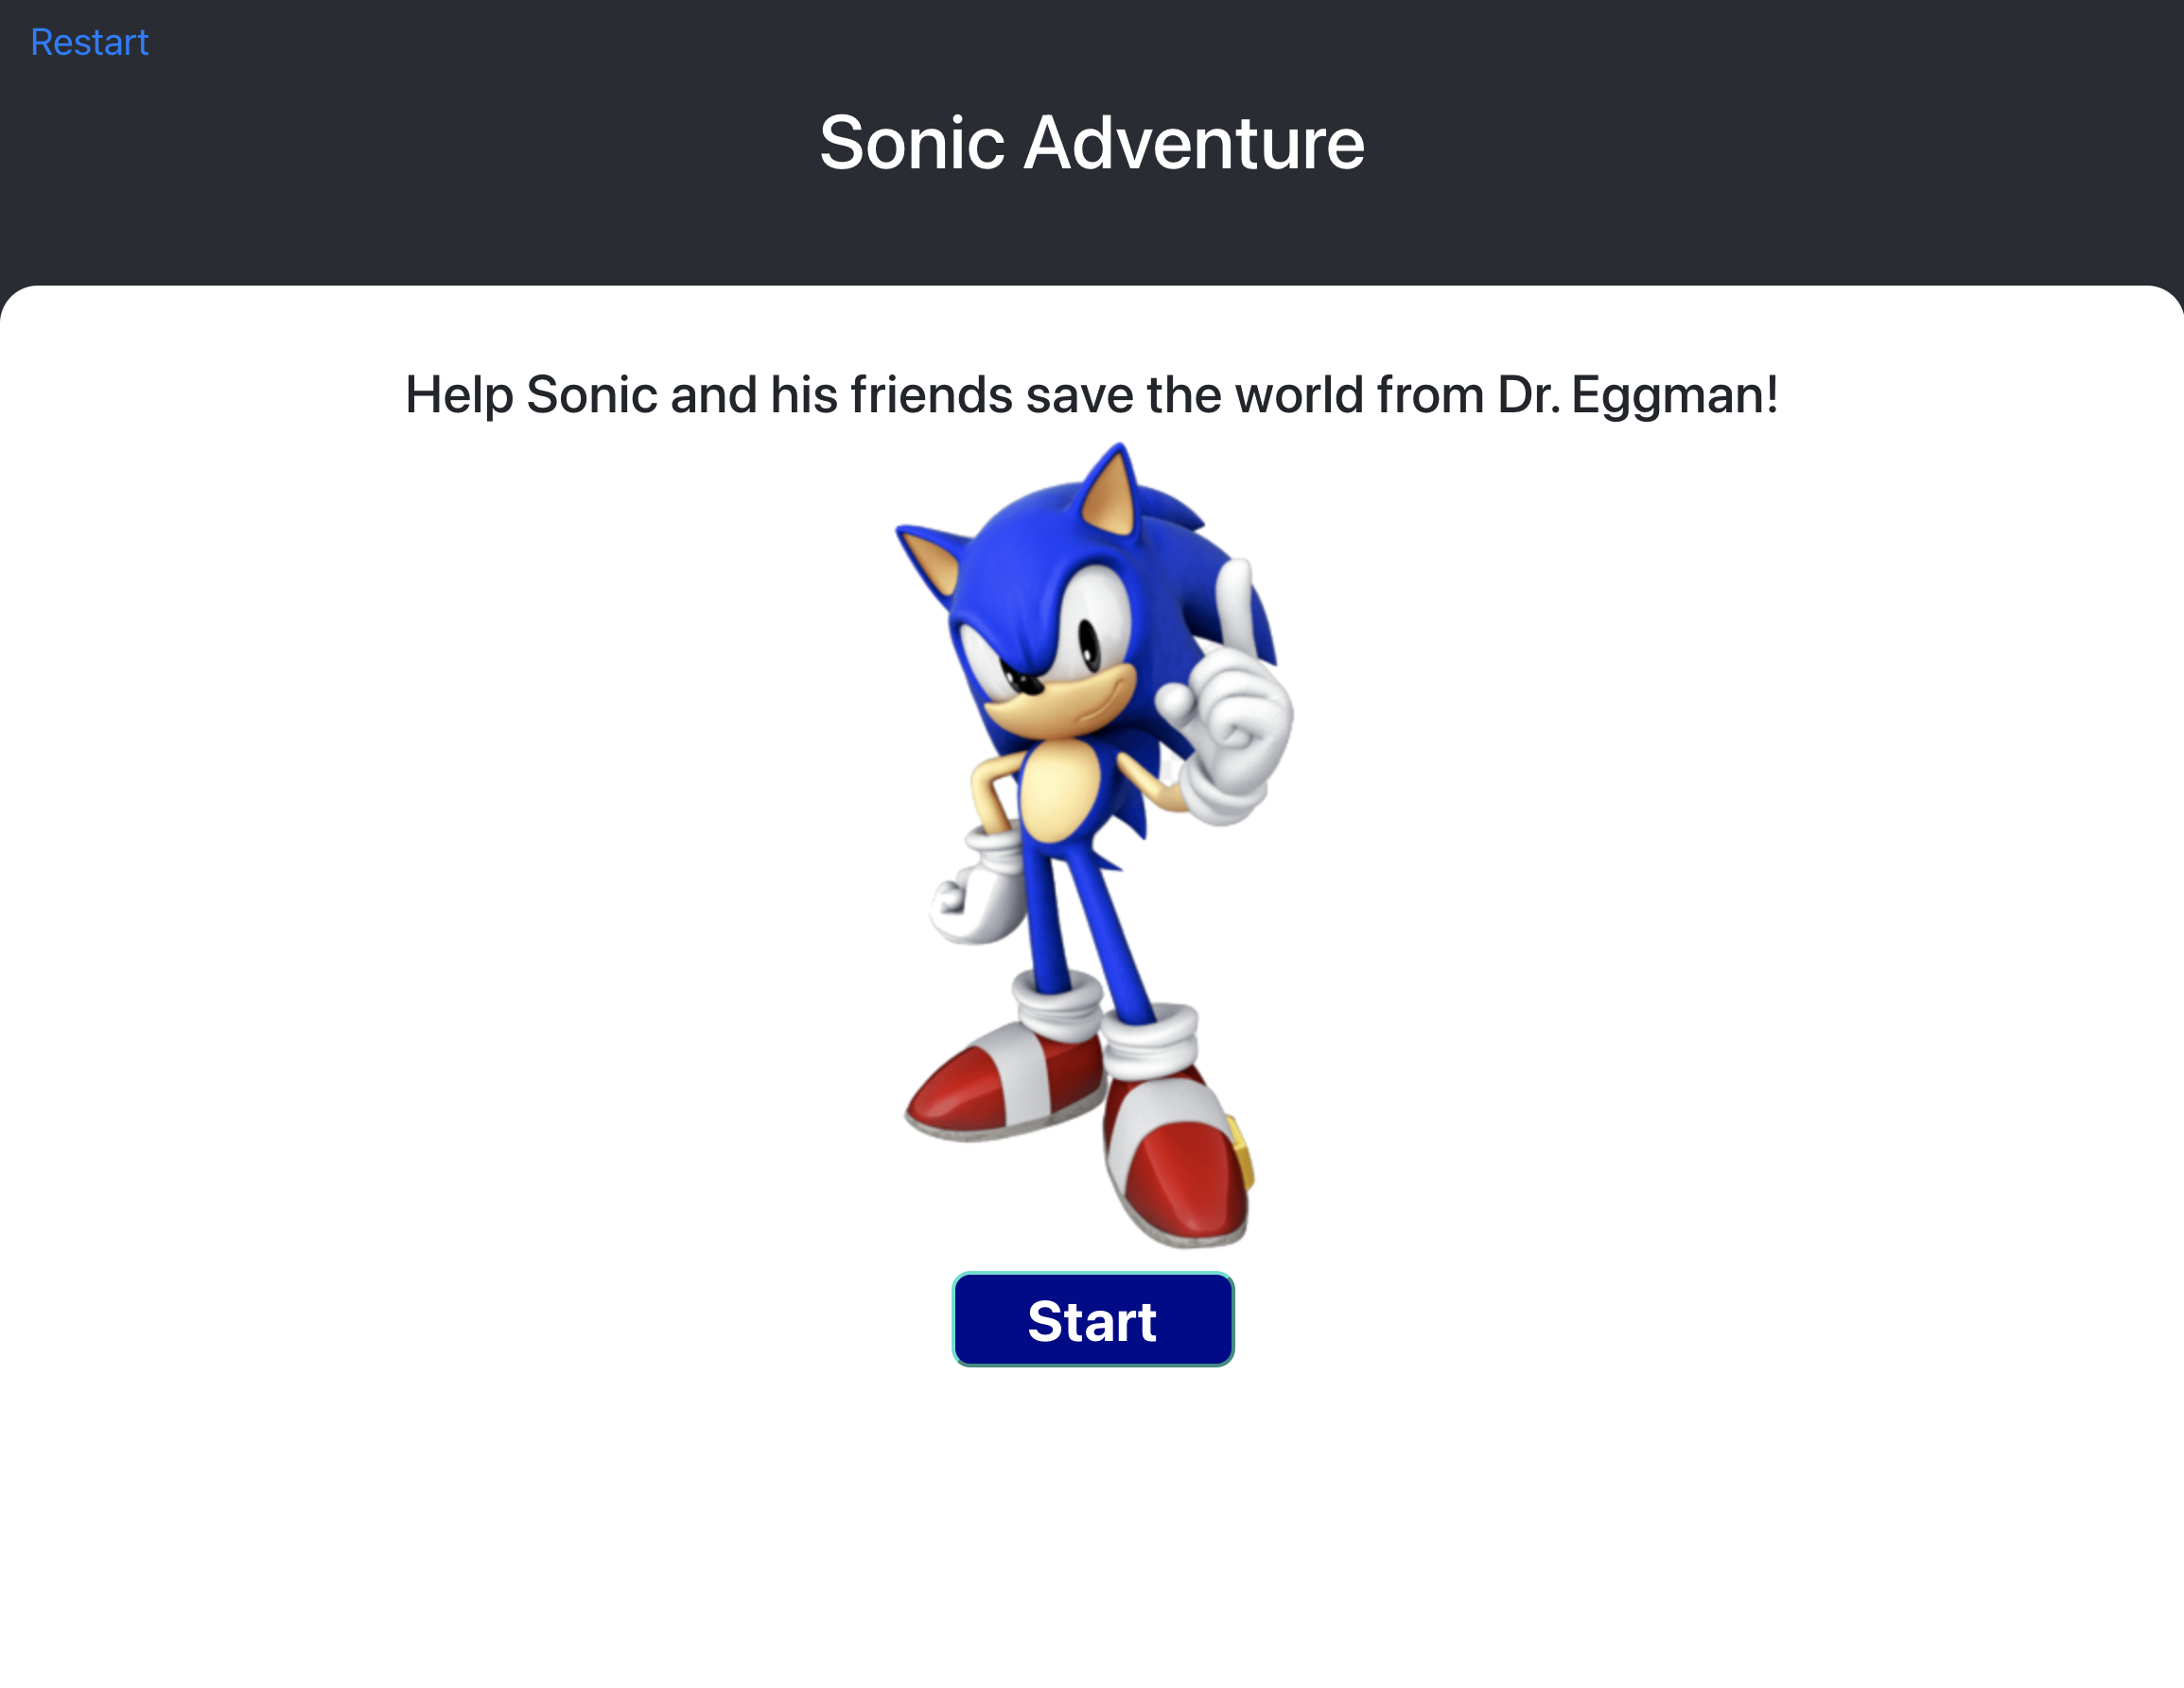 Restart
Sonic Adventure
Help Sonic and his friends save the world from Dr. Eggman!
Start